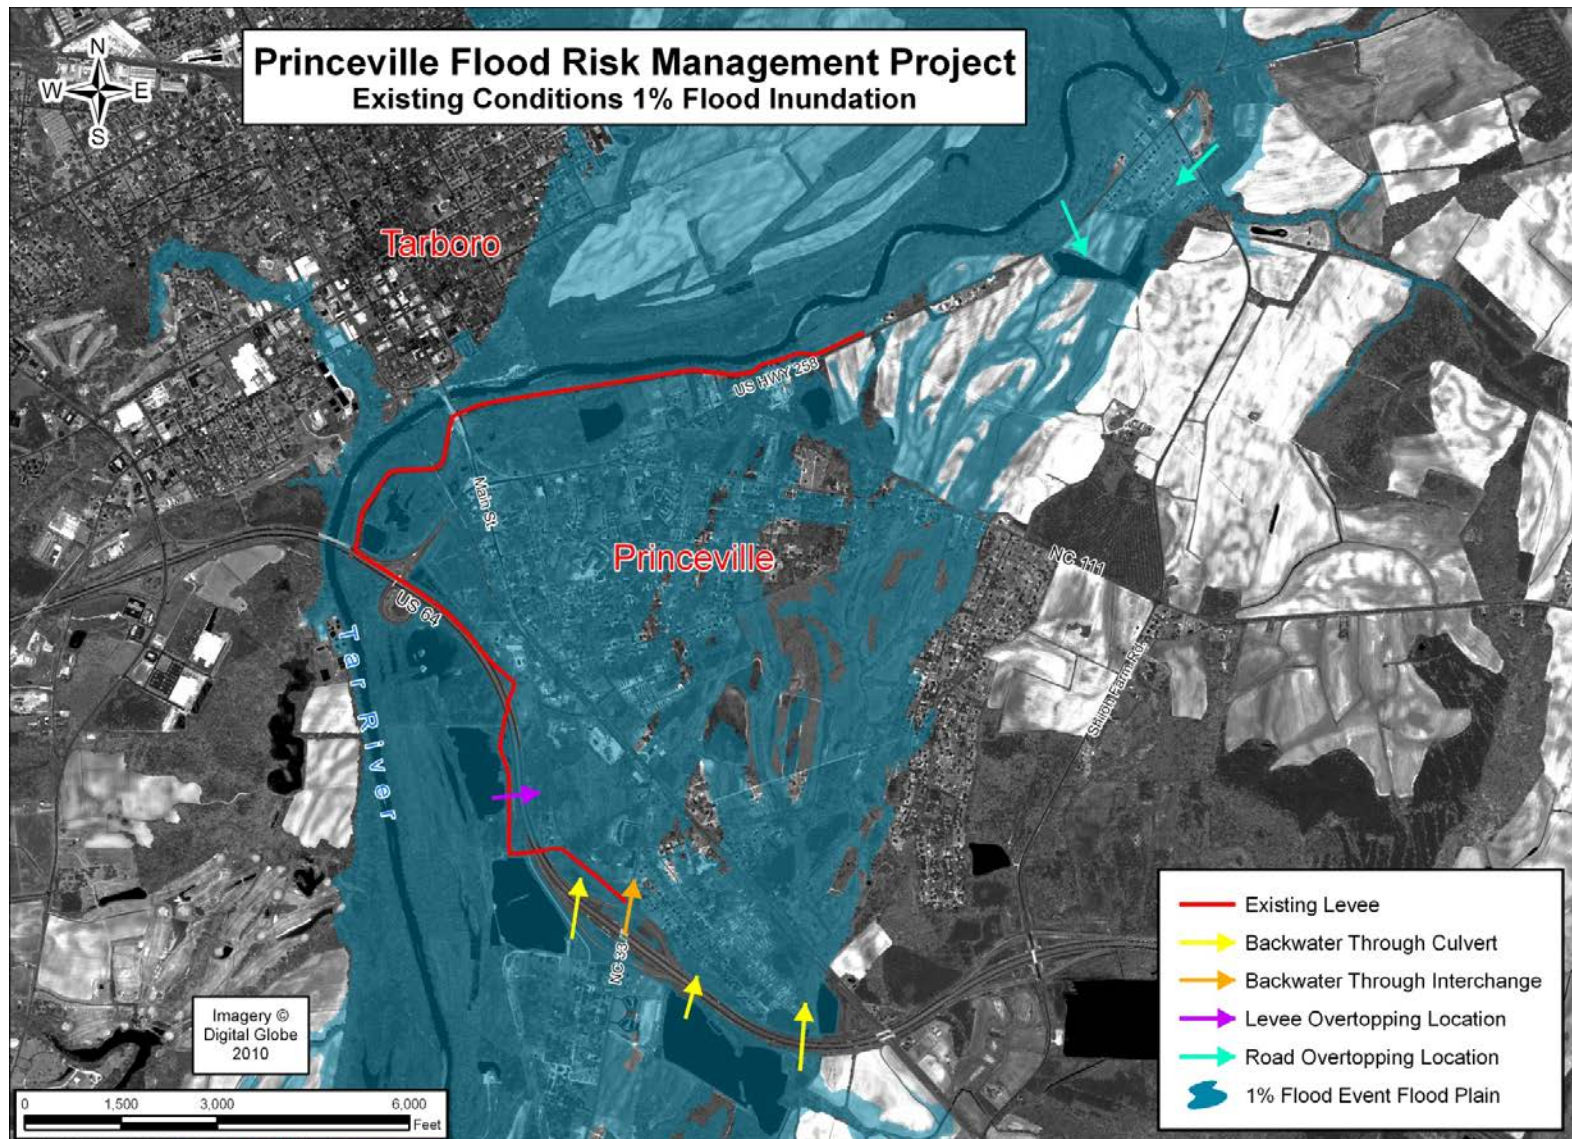 Princeville Flood Risk Management Project
Existing Conditions 1% Flood Inundation
N
W E
S
Tarboro
US HWY 258
Main St.
Princeville
NC 111
US 64
Tar River
Shiloh Farm Rd.
NC 33
Imagery ©
Digital Globe
2010
0 1,500 3,000 6,000
Feet
Existing Levee
Backwater Through Culvert
Backwater Through Interchange
Levee Overtopping Location
Road Overtopping Location
1% Flood Event Flood Plain